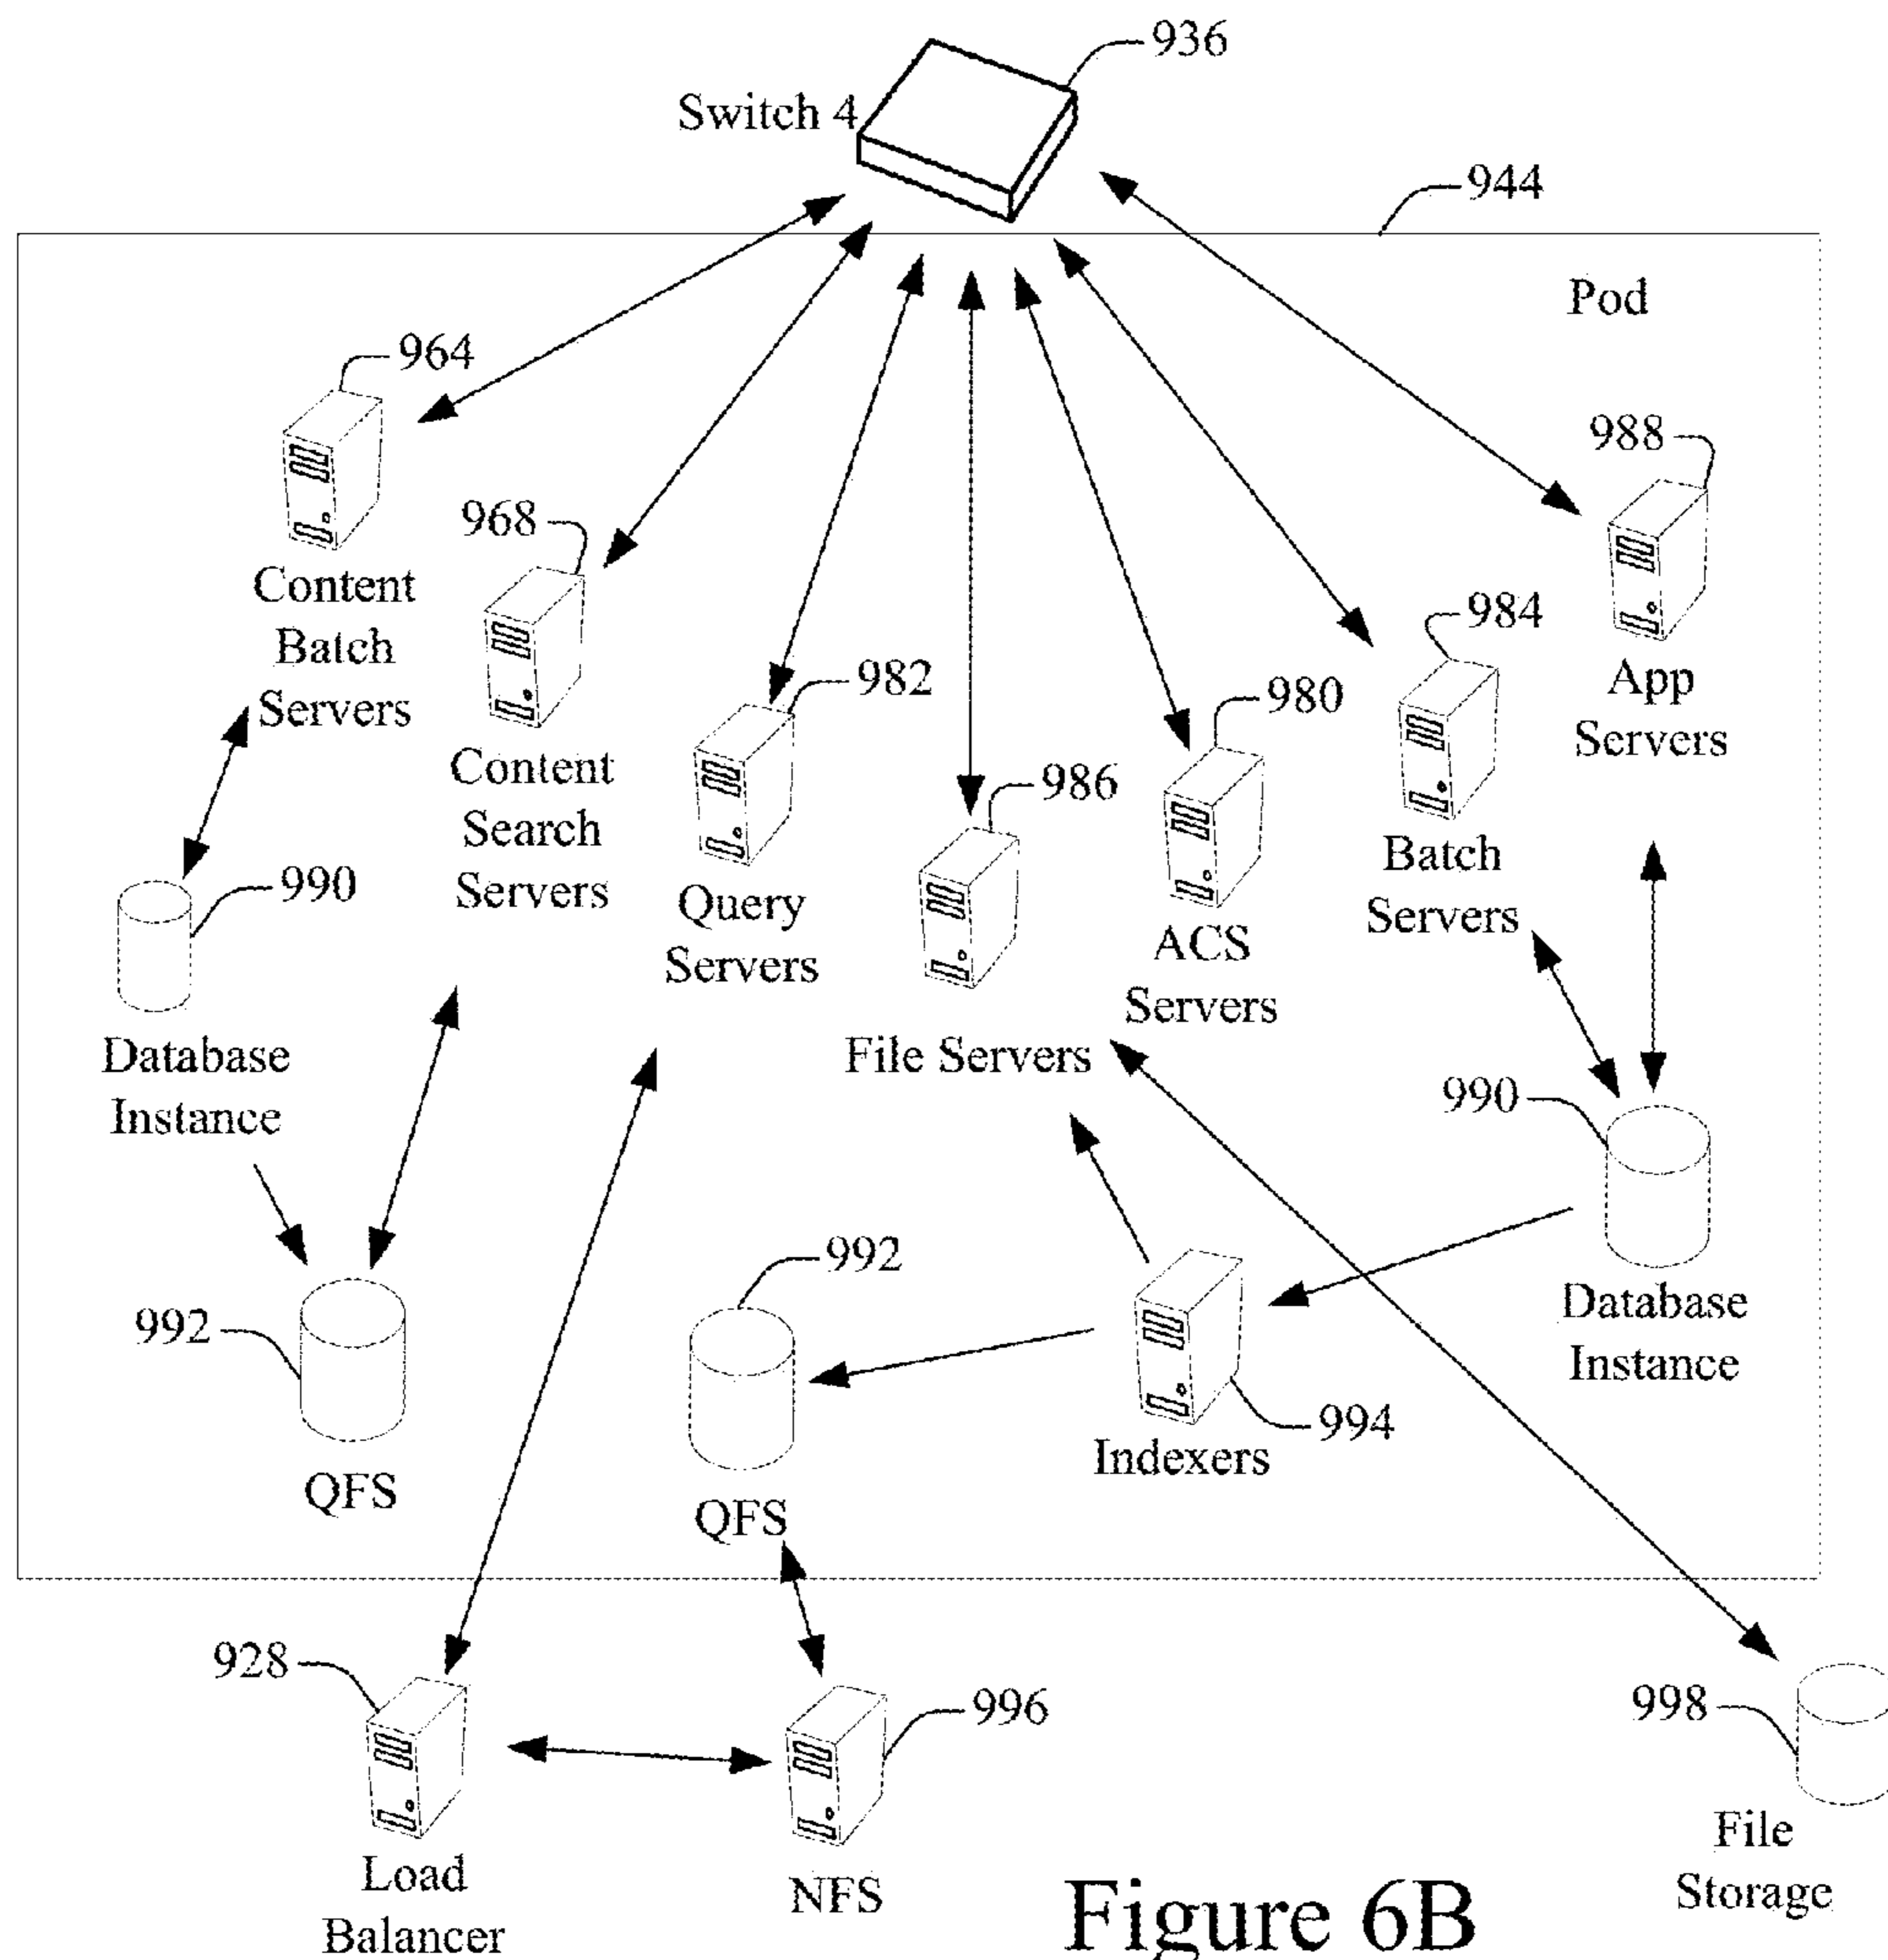 936
Switch 4
944
Pod
964
988
968
Content
Batch
Servers
984
982
App
Servers
980
Content
Search
Servers
986
990
Batch
Servers
Query
Servers
ACS
Servers
Database
Instance
File Servers
990
992
Database
Instance
992
994
Indexers
QFS
QFS
928
996
998
File
Storage
Load
Balancer
NFS
Figure 6B